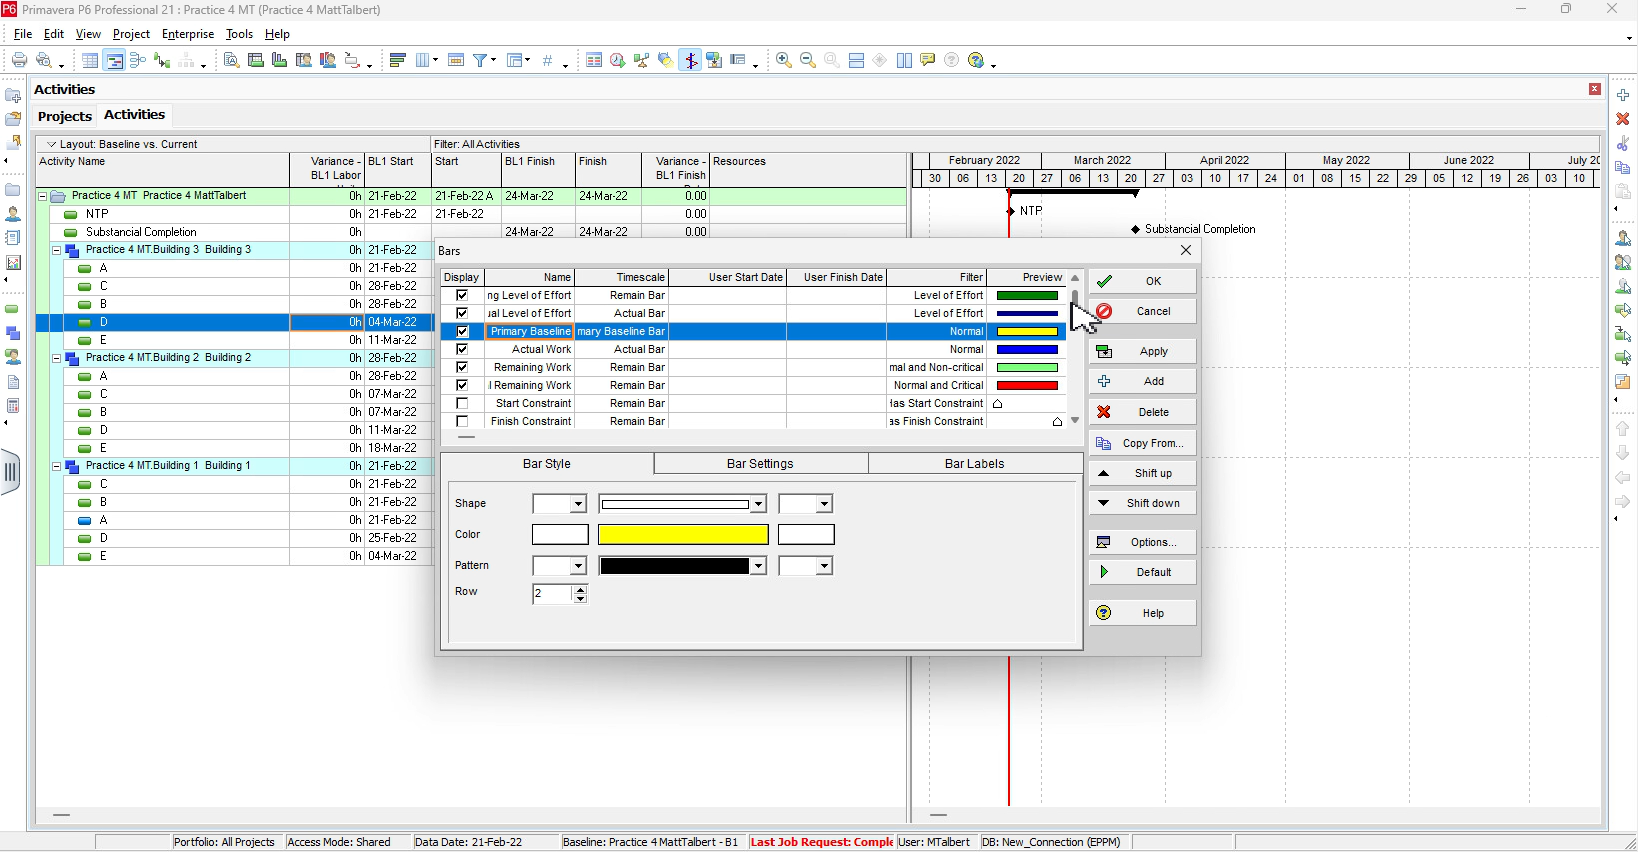 P6 Primavera P6 Professional 21 : Practice 4 MT (Practice 4 MattTalbert)
File Edit View Project Enterprise Tools Help
Activities
Projects Activities
Layout: Baseline vs. Current Filter: All Activities
Activity Name Variance - BL1 Labor BL1 Start Start BL1 Finish Finish Variance - BL1 Finish Resources
February 2022 March 2022 April 2022 May 2022 June 2022 July 20
30 06 13 20 27 06 13 20 27 03 10 17 24 01 08 15 22 29 05 12 19 26 03 10
Practice 4 MT Practice 4 MattTalbert 0h 21-Feb-22 21-Feb-22 A 24-Mar-22 24-Mar-22 0.00
NTP 0h 21-Feb-22 21-Feb-22 0.00 NTP
Substancial Completion 0h 24-Mar-22 24-Mar-22 0.00 Substancial Completion
Practice 4 MT.Building 3 Building 3 0h 21-Feb-22
A 0h 21-Feb-22
C 0h 28-Feb-22
B 0h 28-Feb-22
D 0h 04-Mar-22
E 0h 11-Mar-22
Practice 4 MT.Building 2 Building 2 0h 28-Feb-22
A 0h 28-Feb-22
C 0h 07-Mar-22
B 0h 07-Mar-22
D 0h 11-Mar-22
E 0h 18-Mar-22
Practice 4 MT.Building 1 Building 1 0h 21-Feb-22
C 0h 21-Feb-22
B 0h 21-Feb-22
A 0h 21-Feb-22
D 0h 25-Feb-22
E 0h 04-Mar-22
Bars
Display Name Timescale User Start Date User Finish Date Filter Preview
ng Level of Effort Remain Bar Level of Effort
ual Level of Effort Actual Bar Level of Effort
Primary Baseline mary Baseline Bar Normal
Actual Work Actual Bar Normal
Remaining Work Remain Bar mal and Non-critical
l Remaining Work Remain Bar Normal and Critical
Start Constraint Remain Bar Has Start Constraint
Finish Constraint Remain Bar as Finish Constraint
OK
Cancel
Apply
Add
Delete
Copy From...
Shift up
Shift down
Options...
Default
Help
Bar Style Bar Settings Bar Labels
Shape
Color
Pattern
Row 2
Portfolio: All Projects Access Mode: Shared Data Date: 21-Feb-22 Baseline: Practice 4 MattTalbert - B1 Last Job Request: Comple User: MTalbert DB: New_Connection (EPPM)